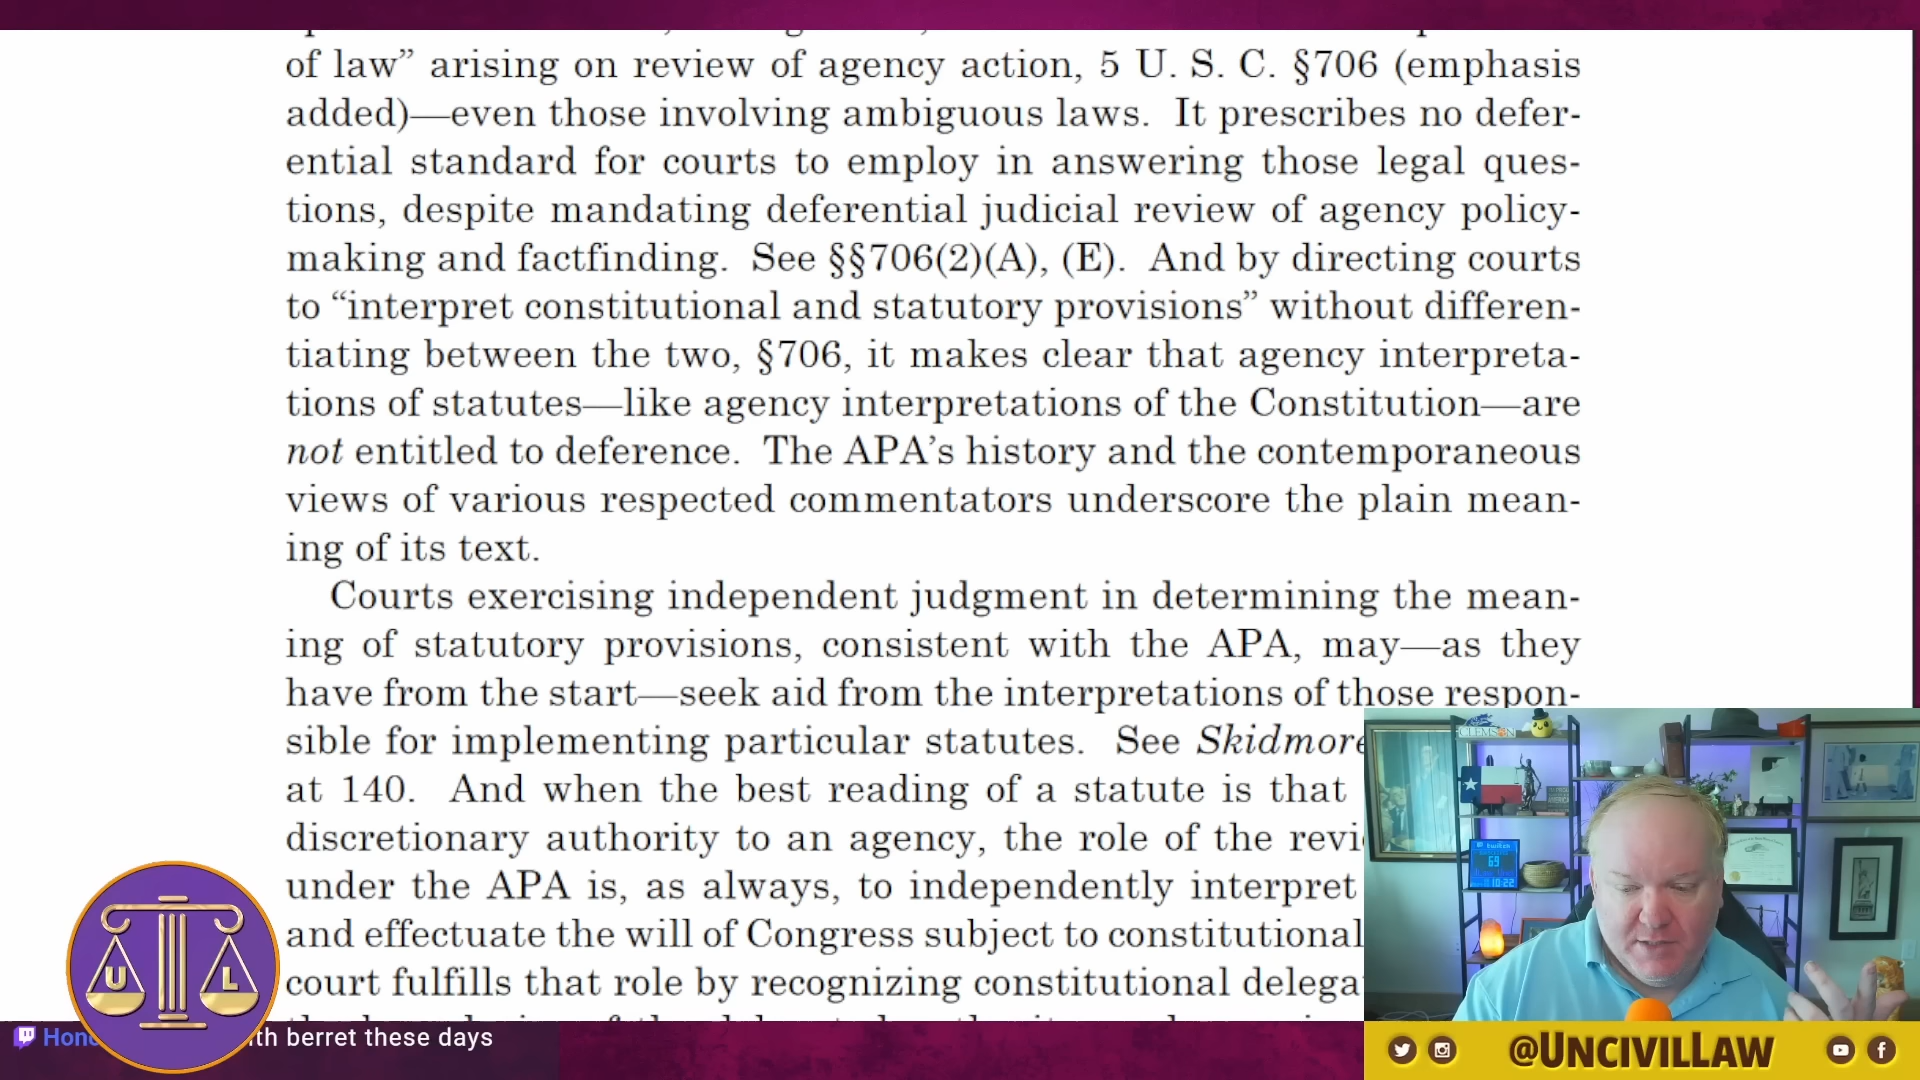 of law” arising on review of agency action, 5 U. S. C. §706 (emphasis
added)—even those involving ambiguous laws. It prescribes no defer-
ential standard for courts to employ in answering those legal ques-
tions, despite mandating deferential judicial review of agency policy-
making and factfinding. See §§706(2)(A), (E). And by directing courts
to “interpret constitutional and statutory provisions” without differen-
tiating between the two, §706, it makes clear that agency interpreta-
tions of statutes—like agency interpretations of the Constitution—are
not entitled to deference. The APA’s history and the contemporaneous
views of various respected commentators underscore the plain mean-
ing of its text.
Courts exercising independent judgment in determining the mean-
ing of statutory provisions, consistent with the APA, may—as they
have from the start—seek aid from the interpretations of those respon-
sible for implementing particular statutes. See Skidmore
at 140. And when the best reading of a statute is that
discretionary authority to an agency, the role of the revi
under the APA is, as always, to independently interpret
and effectuate the will of Congress subject to constitutional
court fulfills that role by recognizing constitutional delega
U L
Hono
th berret these days
CLEMSON
twitch
69
10:22
@UNCIVILLAW